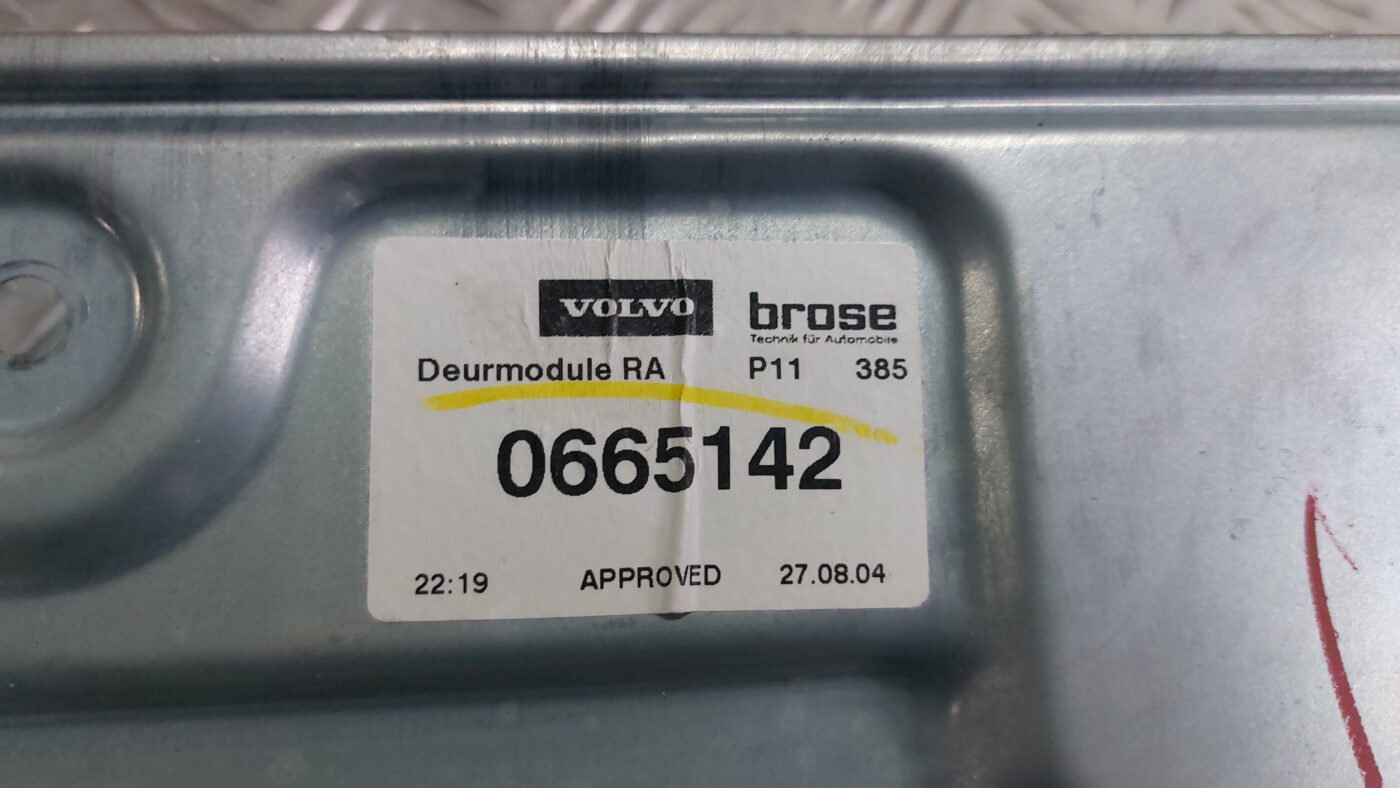 VOLVO brose
Technik für Automobile
Deurmodule RA P11 385
0665142
22:19 APPROVED 27.08.04